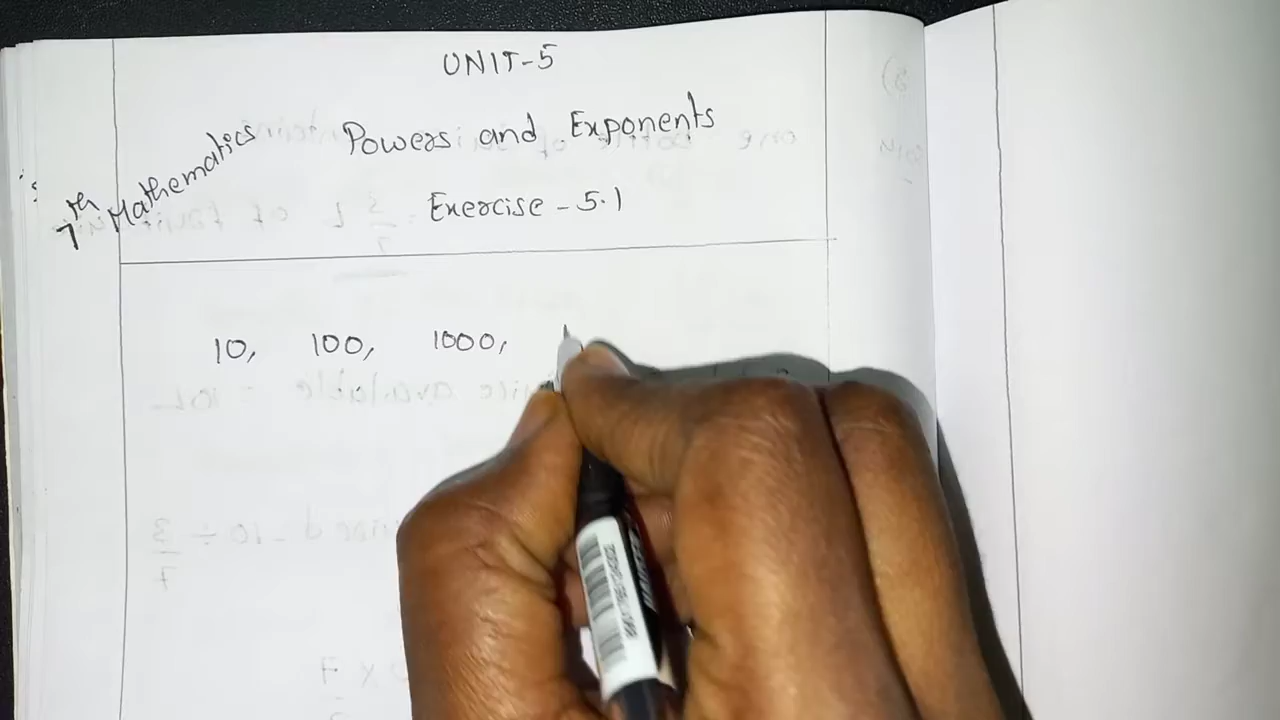 UNIT-5
Powers and Exponents
7th Mathematics
Exercise - 5.1
10, 100, 1000,